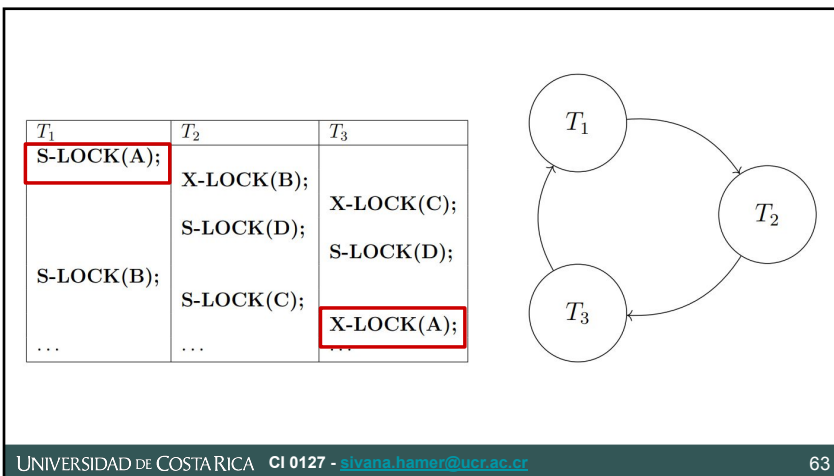 T1 T2 T3
S-LOCK(A);
X-LOCK(B);
X-LOCK(C);
S-LOCK(D);
S-LOCK(D);
S-LOCK(B);
S-LOCK(C);
X-LOCK(A);
... ... ...
T1
T2
T3
UNIVERSIDAD DE COSTA RICA CI 0127 - sivana.hamer@ucr.ac.cr 63